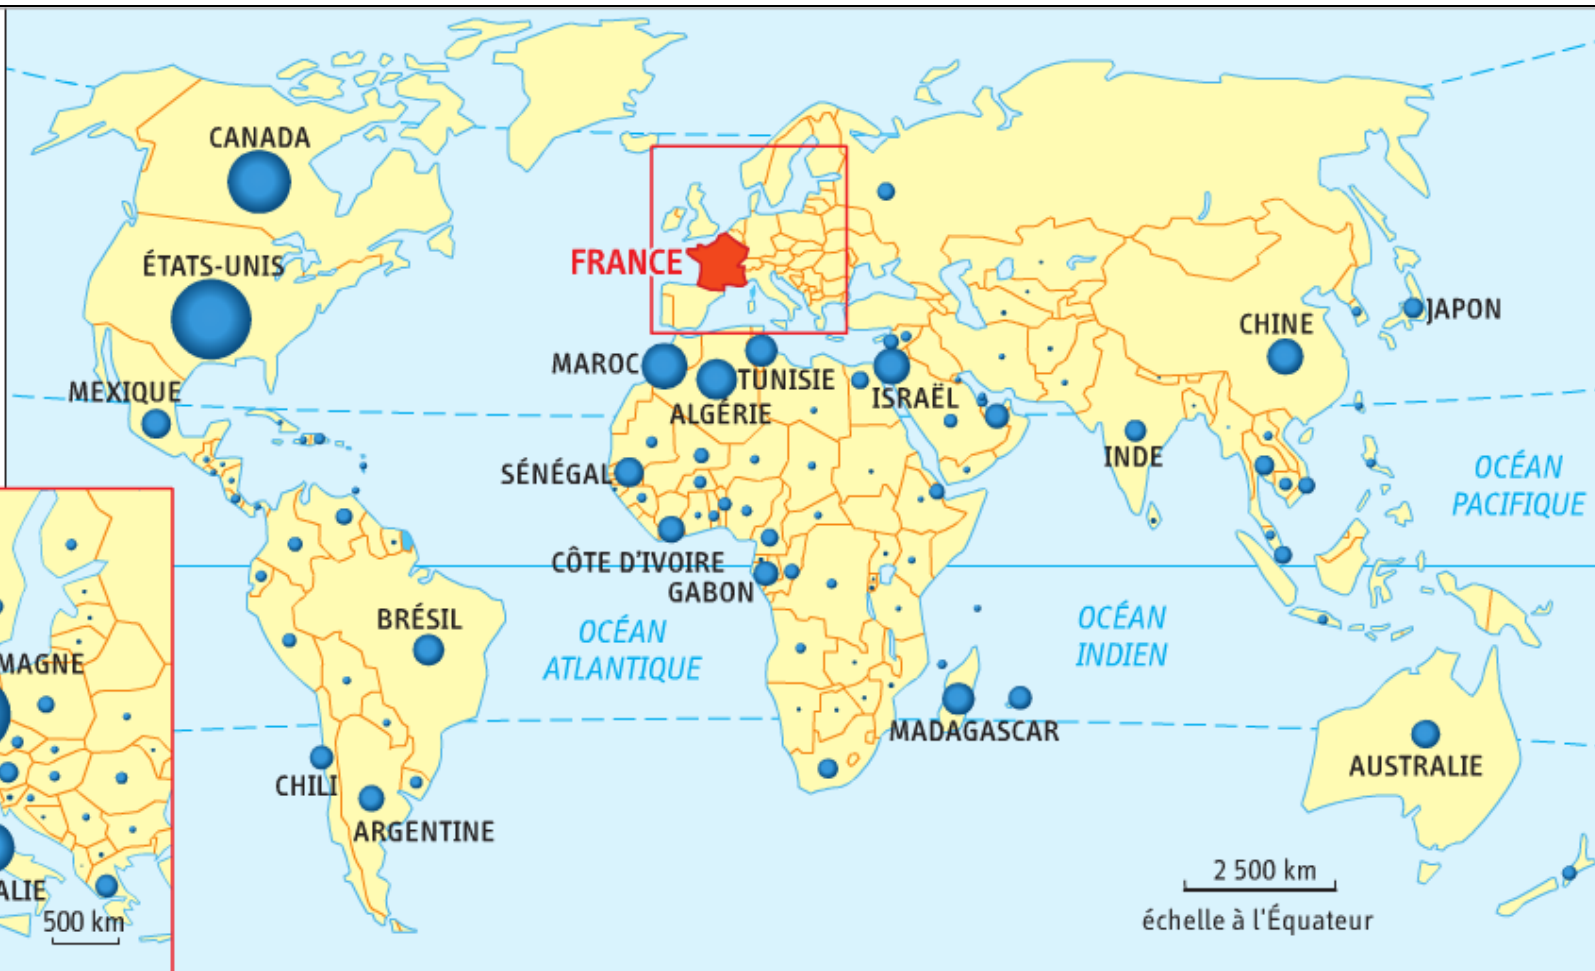 CANADA
ÉTATS-UNIS
MEXIQUE
FRANCE
MAROC
TUNISIE
ALGÉRIE
ISRAËL
SÉNÉGAL
CÔTE D'IVOIRE
GABON
CHINE
JAPON
INDE
OCÉAN
PACIFIQUE
OCÉAN
ATLANTIQUE
OCÉAN
INDIEN
BRÉSIL
MADAGASCAR
CHILI
ARGENTINE
AUSTRALIE
MAGNE
ALIE
500 km
2 500 km
échelle à l'Équateur